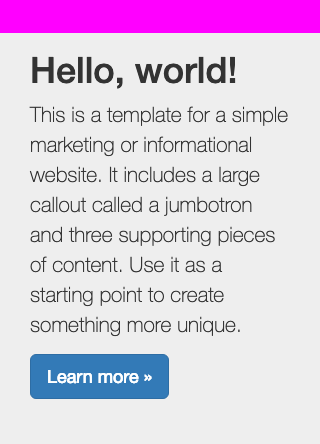 Hello, world!
This is a template for a simple
marketing or informational
website. It includes a large
callout called a jumbotron
and three supporting pieces
of content. Use it as a
starting point to create
something more unique.
Learn more »